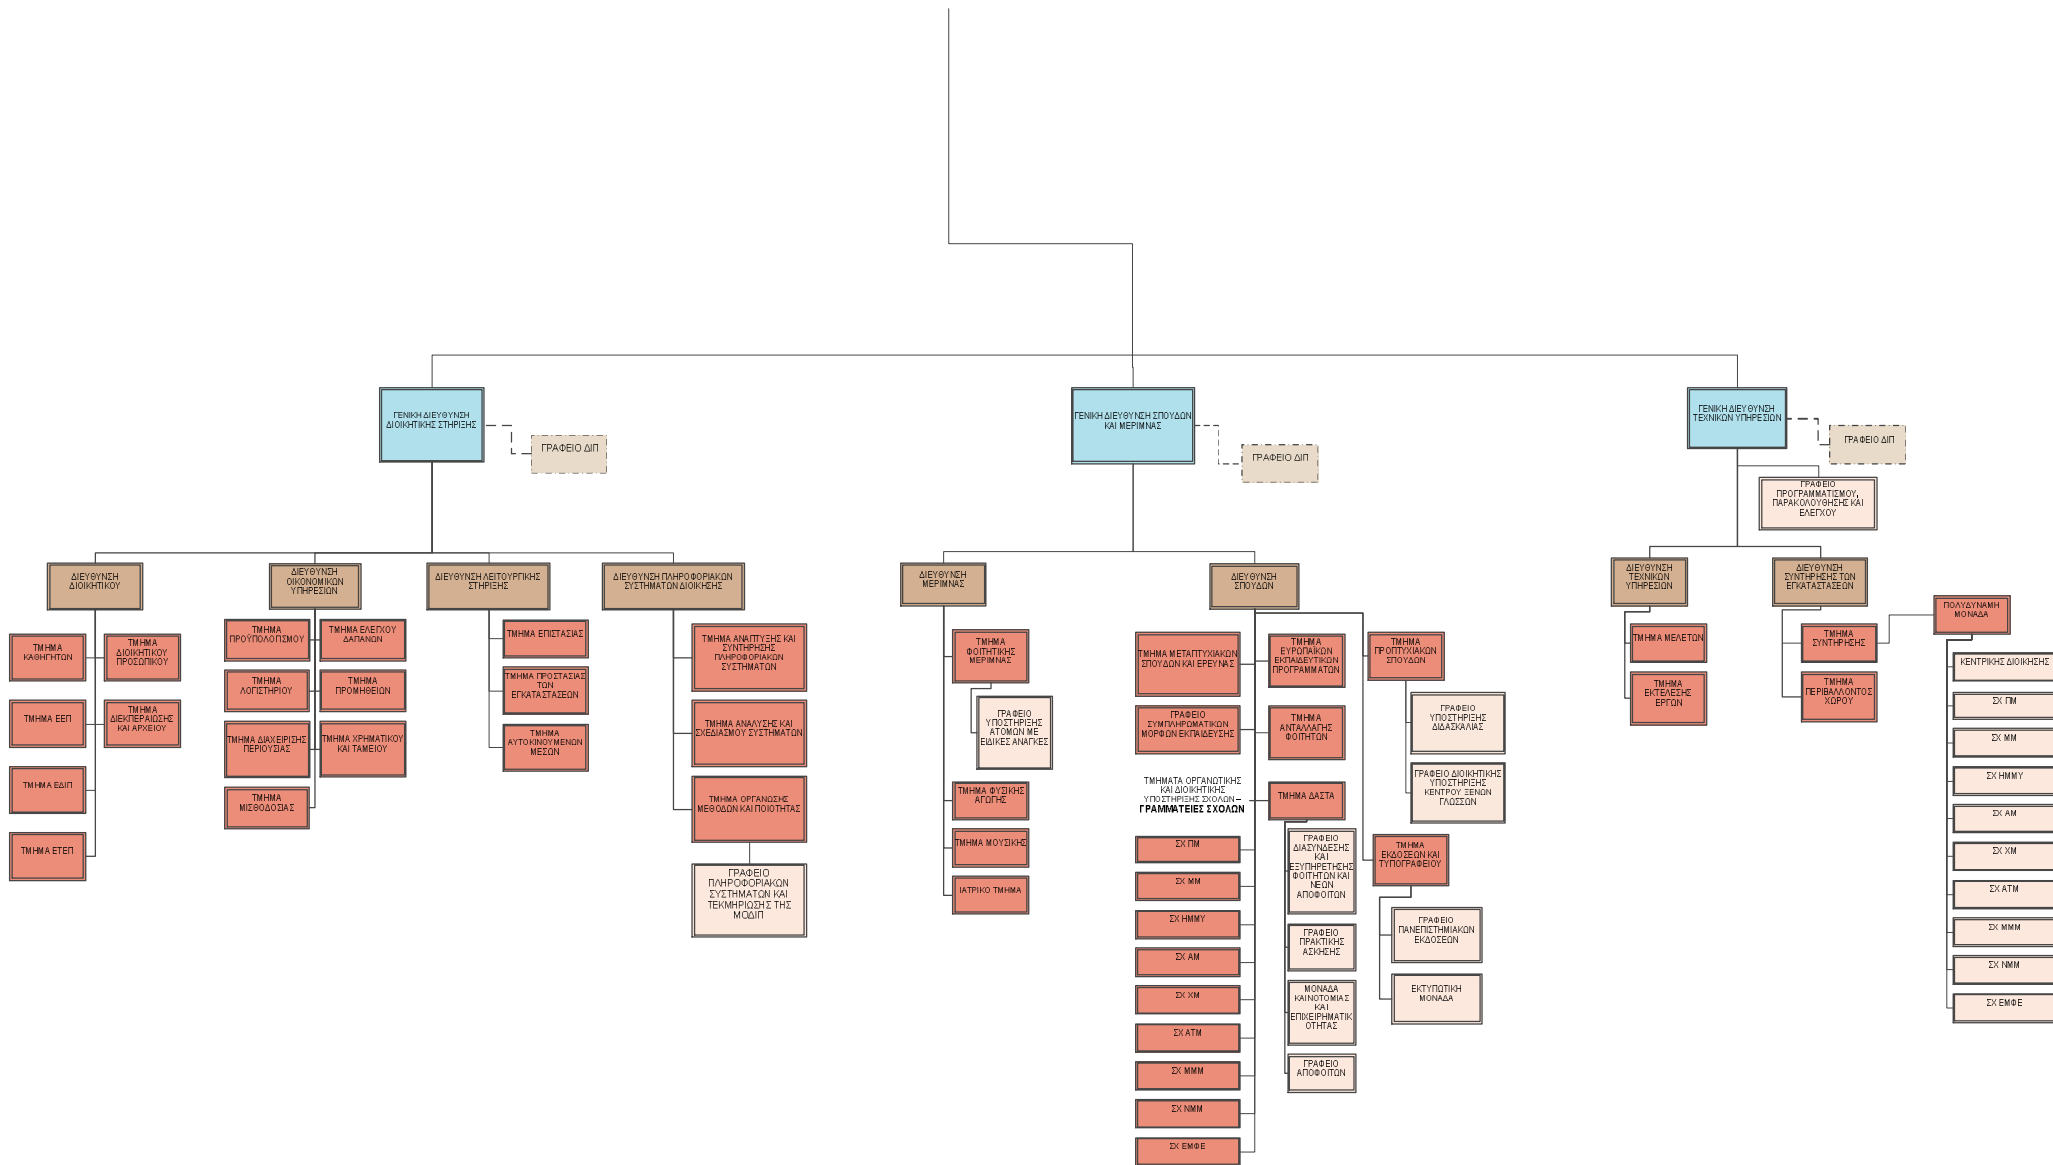 ΓΕΝΙΚΗ ΔΙΕΥΘΥΝΣΗ
ΔΙΟΙΚΗΤΙΚΗΣ ΣΤΗΡΙΞΗΣ
ΓΡΑΦΕΙΟ ΔΙΠ
ΓΕΝΙΚΗ ΔΙΕΥΘΥΝΣΗ ΣΠΟΥΔΩΝ
ΚΑΙ ΜΕΡΙΜΝΑΣ
ΓΡΑΦΕΙΟ ΔΙΠ
ΓΕΝΙΚΗ ΔΙΕΥΘΥΝΣΗ
ΤΕΧΝΙΚΩΝ ΥΠΗΡΕΣΙΩΝ
ΓΡΑΦΕΙΟ ΔΙΠ
ΓΡΑΦΕΙΟ
ΠΡΟΓΡΑΜΜΑΤΙΣΜΟΥ,
ΠΑΡΑΚΟΛΟΥΘΗΣΗΣ ΚΑΙ
ΕΛΕΓΧΟΥ
ΔΙΕΥΘΥΝΣΗ
ΔΙΟΙΚΗΤΙΚΟΥ
ΤΜΗΜΑ
ΚΑΘΗΓΗΤΩΝ
ΤΜΗΜΑ
ΔΙΟΙΚΗΤΙΚΟΥ
ΠΡΟΣΩΠΙΚΟΥ
ΤΜΗΜΑ ΕΕΠ
ΤΜΗΜΑ
ΔΙΕΚΠΕΡΑΙΩΣΗΣ
ΚΑΙ ΑΡΧΕΙΟΥ
ΤΜΗΜΑ ΕΔΙΠ
ΤΜΗΜΑ ΕΤΕΠ
ΔΙΕΥΘΥΝΣΗ
ΟΙΚΟΝΟΜΙΚΩΝ
ΥΠΗΡΕΣΙΩΝ
ΤΜΗΜΑ
ΠΡΟΫΠΟΛΟΓΙΣΜΟΥ
ΤΜΗΜΑ ΕΛΕΓΧΟΥ
ΔΑΠΑΝΩΝ
ΤΜΗΜΑ
ΛΟΓΙΣΤΗΡΙΟΥ
ΤΜΗΜΑ
ΠΡΟΜΗΘΕΙΩΝ
ΤΜΗΜΑ ΔΙΑΧΕΙΡΙΣΗΣ
ΠΕΡΙΟΥΣΙΑΣ
ΤΜΗΜΑ ΧΡΗΜΑΤΙΚΟΥ
ΚΑΙ ΤΑΜΕΙΟΥ
ΤΜΗΜΑ
ΜΙΣΘΟΔΟΣΙΑΣ
ΔΙΕΥΘΥΝΣΗ ΛΕΙΤΟΥΡΓΙΚΗΣ
ΣΤΗΡΙΞΗΣ
ΤΜΗΜΑ ΕΠΙΣΤΑΣΙΑΣ
ΤΜΗΜΑ ΠΡΟΣΤΑΣΙΑΣ
ΤΩΝ
ΕΓΚΑΤΑΣΤΑΣΕΩΝ
ΤΜΗΜΑ
ΑΥΤΟΚΙΝΟΥΜΕΝΩΝ
ΜΕΣΩΝ
ΔΙΕΥΘΥΝΣΗ ΠΛΗΡΟΦΟΡΙΑΚΩΝ
ΣΥΣΤΗΜΑΤΩΝ ΔΙΟΙΚΗΣΗΣ
ΤΜΗΜΑ ΑΝΑΠΤΥΞΗΣ ΚΑΙ
ΣΥΝΤΗΡΗΣΗΣ
ΠΛΗΡΟΦΟΡΙΑΚΩΝ
ΣΥΣΤΗΜΑΤΩΝ
ΤΜΗΜΑ ΑΝΑΛΥΣΗΣ ΚΑΙ
ΣΧΕΔΙΑΣΜΟΥ ΣΥΣΤΗΜΑΤΩΝ
ΤΜΗΜΑ ΟΡΓΑΝΩΣΗΣ
ΜΕΘΟΔΩΝ ΚΑΙ ΠΟΙΟΤΗΤΑΣ
ΓΡΑΦΕΙΟ
ΠΛΗΡΟΦΟΡΙΑΚΩΝ
ΣΥΣΤΗΜΑΤΩΝ ΚΑΙ
ΤΕΚΜΗΡΙΩΣΗΣ ΤΗΣ
ΜΟΔΙΠ
ΔΙΕΥΘΥΝΣΗ
ΜΕΡΙΜΝΑΣ
ΤΜΗΜΑ
ΦΟΙΤΗΤΙΚΗΣ
ΜΕΡΙΜΝΑΣ
ΓΡΑΦΕΙΟ
ΥΠΟΣΤΗΡΙΞΗΣ
ΑΤΟΜΩΝ ΜΕ
ΕΙΔΙΚΕΣ ΑΝΑΓΚΕΣ
ΤΜΗΜΑ ΦΥΣΙΚΗΣ
ΑΓΩΓΗΣ
ΤΜΗΜΑ ΜΟΥΣΙΚΗΣ
ΙΑΤΡΙΚΟ ΤΜΗΜΑ
ΔΙΕΥΘΥΝΣΗ
ΣΠΟΥΔΩΝ
ΤΜΗΜΑ ΜΕΤΑΠΤΥΧΙΑΚΩΝ
ΣΠΟΥΔΩΝ ΚΑΙ ΕΡΕΥΝΑΣ
ΓΡΑΦΕΙΟ
ΣΥΜΠΛΗΡΩΜΑΤΙΚΩΝ
ΜΟΡΦΩΝ ΕΚΠΑΙΔΕΥΣΗΣ
ΤΜΗΜΑΤΑ ΟΡΓΑΝΩΤΙΚΗΣ
ΚΑΙ ΔΙΟΙΚΗΤΙΚΗΣ
ΥΠΟΣΤΗΡΙΞΗΣ ΣΧΟΛΩΝ –
ΓΡΑΜΜΑΤΕΙΕΣ ΣΧΟΛΩΝ
ΣΧ ΠΜ
ΣΧ ΜΜ
ΣΧ ΗΜΜΥ
ΣΧ ΑΜ
ΣΧ ΧΜ
ΣΧ ΑΤΜ
ΣΧ ΜΜΜ
ΣΧ ΝΜΜ
ΣΧ ΕΜΦΕ
ΤΜΗΜΑ
ΕΥΡΩΠΑΪΚΩΝ
ΕΚΠΑΙΔΕΥΤΙΚΩΝ
ΠΡΟΓΡΑΜΜΑΤΩΝ
ΤΜΗΜΑ
ΑΝΤΑΛΛΑΓΗΣ
ΦΟΙΤΗΤΩΝ
ΤΜΗΜΑ ΔΑΣΤΑ
ΓΡΑΦΕΙΟ
ΔΙΑΣΥΝΔΕΣΗΣ
ΚΑΙ
ΕΞΥΠΗΡΕΤΗΣΗΣ
ΦΟΙΤΗΤΩΝ ΚΑΙ
ΝΕΩΝ
ΑΠΟΦΟΙΤΩΝ
ΓΡΑΦΕΙΟ
ΠΡΑΚΤΙΚΗΣ
ΑΣΚΗΣΗΣ
ΜΟΝΑΔΑ
ΚΑΙΝΟΤΟΜΙΑΣ
ΚΑΙ
ΕΠΙΧΕΙΡΗΜΑΤΙΚ
ΟΤΗΤΑΣ
ΓΡΑΦΕΙΟ
ΑΠΟΦΟΙΤΩΝ
ΤΜΗΜΑ
ΠΡΟΠΤΥΧΙΑΚΩΝ
ΣΠΟΥΔΩΝ
ΓΡΑΦΕΙΟ
ΥΠΟΣΤΗΡΙΞΗΣ
ΔΙΔΑΣΚΑΛΙΑΣ
ΓΡΑΦΕΙΟ ΔΙΟΙΚΗΤΙΚΗΣ
ΥΠΟΣΤΗΡΙΞΗΣ
ΚΕΝΤΡΟΥ ΞΕΝΩΝ
ΓΛΩΣΣΩΝ
ΤΜΗΜΑ
ΕΚΔΟΣΕΩΝ ΚΑΙ
ΤΥΠΟΓΡΑΦΕΙΟΥ
ΓΡΑΦΕΙΟ
ΠΑΝΕΠΙΣΤΗΜΙΑΚΩΝ
ΕΚΔΟΣΕΩΝ
ΕΚΤΥΠΩΤΙΚΗ
ΜΟΝΑΔΑ
ΔΙΕΥΘΥΝΣΗ
ΤΕΧΝΙΚΩΝ
ΥΠΗΡΕΣΙΩΝ
ΤΜΗΜΑ ΜΕΛΕΤΩΝ
ΤΜΗΜΑ
ΕΚΤΕΛΕΣΗΣ
ΕΡΓΩΝ
ΔΙΕΥΘΥΝΣΗ
ΣΥΝΤΗΡΗΣΗΣ ΤΩΝ
ΕΓΚΑΤΑΣΤΑΣΕΩΝ
ΤΜΗΜΑ
ΣΥΝΤΗΡΗΣΗΣ
ΤΜΗΜΑ
ΠΕΡΙΒΑΛΛΟΝΤΟΣ
ΧΩΡΟΥ
ΠΟΛΥΔΥΝΑΜΗ
ΜΟΝΑΔΑ
ΚΕΝΤΡΙΚΗΣ ΔΙΟΙΚΗΣΗΣ
ΣΧ ΠΜ
ΣΧ ΜΜ
ΣΧ ΗΜΜΥ
ΣΧ ΑΜ
ΣΧ ΧΜ
ΣΧ ΑΤΜ
ΣΧ ΜΜΜ
ΣΧ ΝΜΜ
ΣΧ ΕΜΦΕ